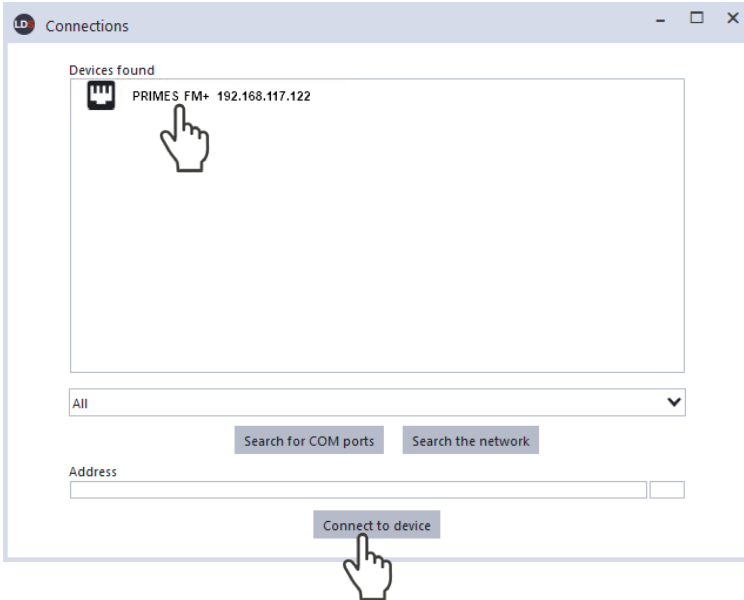 LDS Connections
Devices found
PRIMES FM+ 192.168.117.122
All
Search for COM ports Search the network
Address
Connect to device